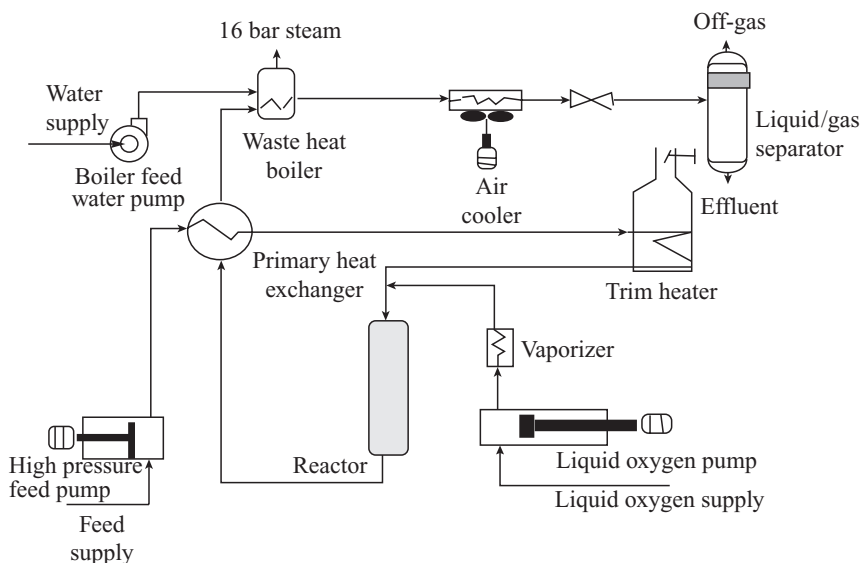 16 bar steam
Off-gas
Water
supply
Waste heat
boiler
Liquid/gas
separator
Boiler feed
water pump
Air
cooler
Effluent
Primary heat
exchanger
Trim heater
Vaporizer
High pressure
feed pump
Reactor
Liquid oxygen pump
Liquid oxygen supply
Feed
supply